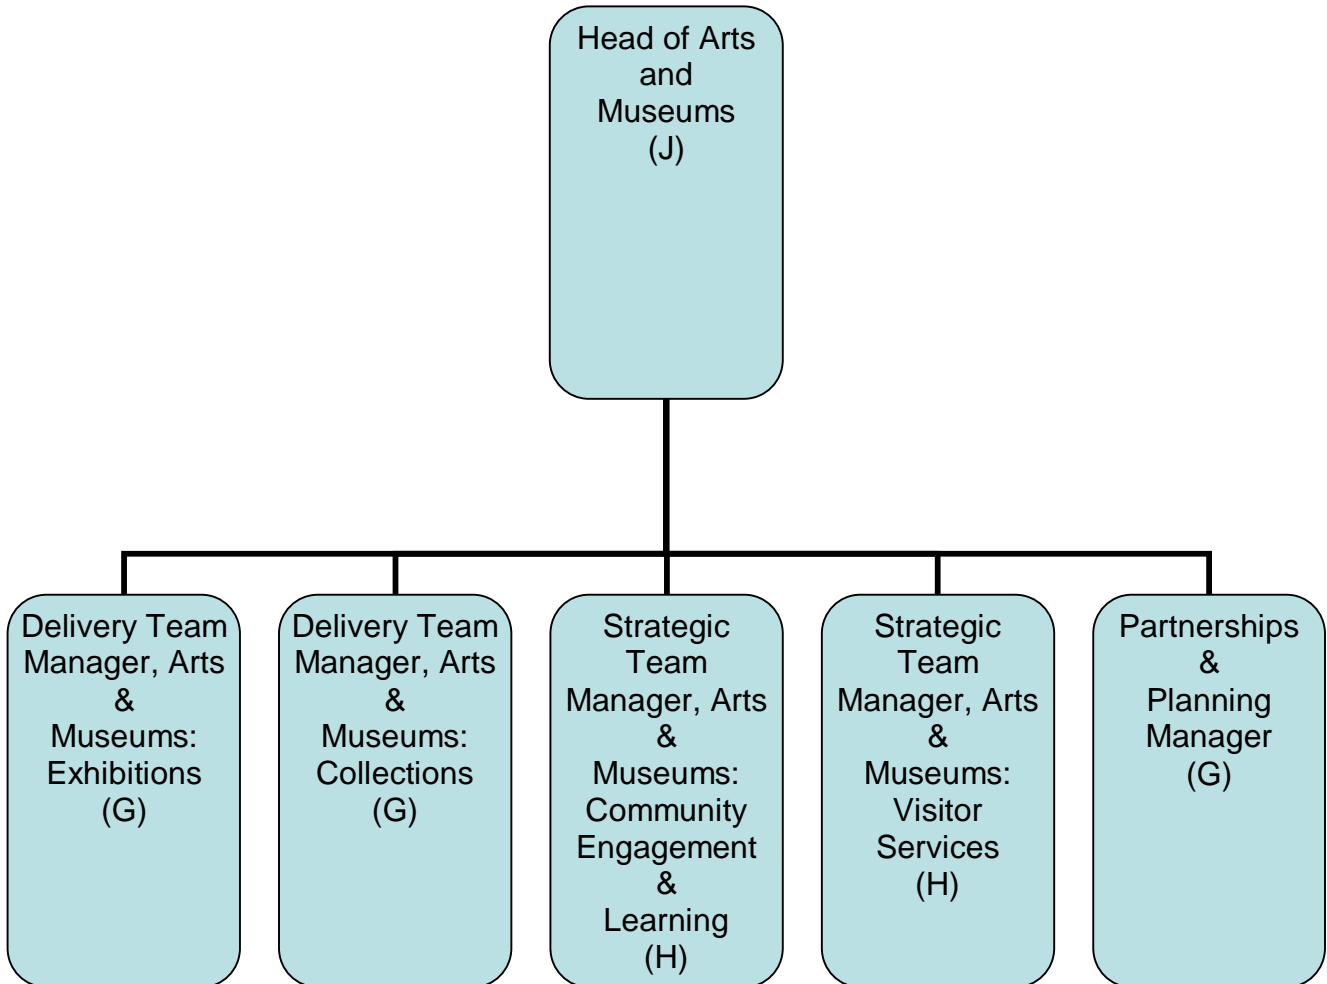 Head of Arts
and
Museums
(J)
Delivery Team
Manager, Arts
&
Museums:
Exhibitions
(G)
Delivery Team
Manager, Arts
&
Museums:
Collections
(G)
Strategic
Team
Manager, Arts
&
Museums:
Community
Engagement
&
Learning
(H)
Strategic
Team
Manager, Arts
&
Museums:
Visitor
Services
(H)
Partnerships
&
Planning
Manager
(G)